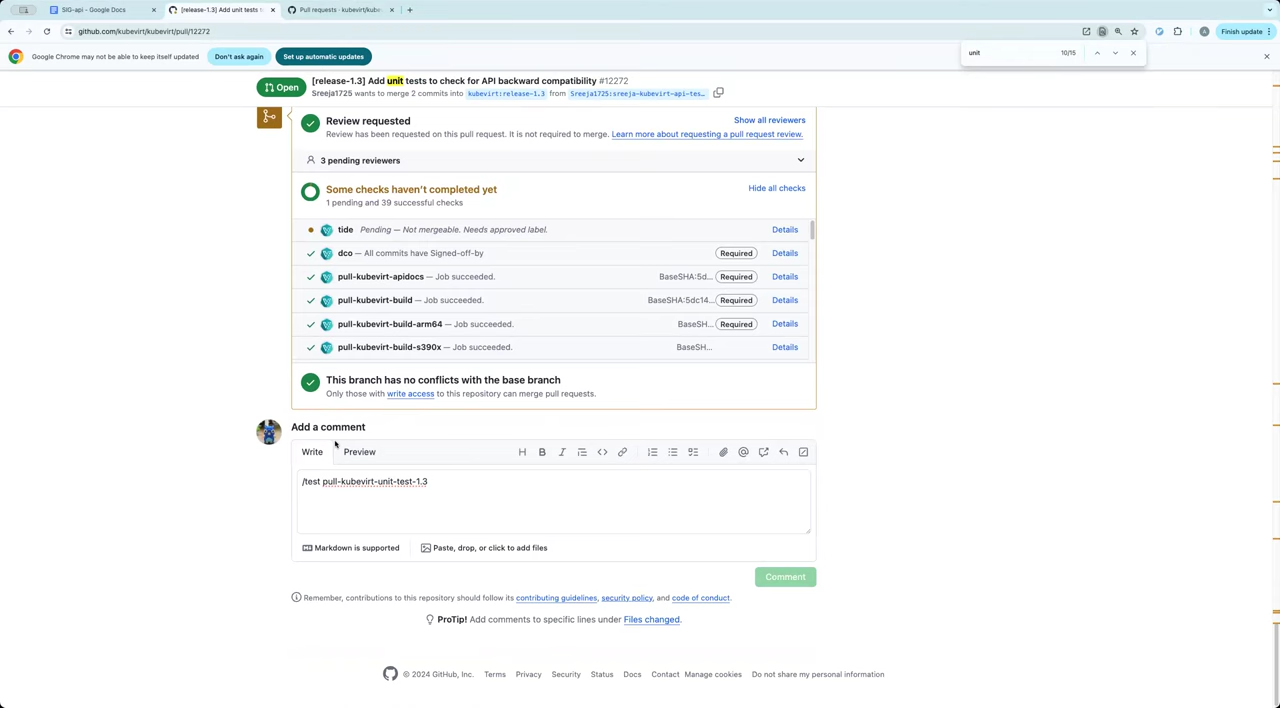 SIG-api - Google Docs
[release-1.3] Add unit tests t
Pull requests · kubevirt/kube
github.com/kubevirt/kubevirt/pull/12272
Finish update
Google Chrome may not be able to keep itself updated
Don't ask again
Set up automatic updates
unit
10/15
Open
[release-1.3] Add unit tests to check for API backward compatibility #12272
Sreeja1725 wants to merge 2 commits into kubevirt:release-1.3 from Sreeja1725:sreeja-kubevirt-api-tes…
Review requested
Show all reviewers
Review has been requested on this pull request. It is not required to merge. Learn more about requesting a pull request review.
3 pending reviewers
Some checks haven't completed yet
Hide all checks
1 pending and 39 successful checks
tide Pending — Not mergeable. Needs approved label. Details
dco — All commits have Signed-off-by Required Details
pull-kubevirt-apidocs — Job succeeded. BaseSHA:5d... Required Details
pull-kubevirt-build — Job succeeded. BaseSHA:5dc14... Required Details
pull-kubevirt-build-arm64 — Job succeeded. BaseSH... Required Details
pull-kubevirt-build-s390x — Job succeeded. BaseSH... Details
This branch has no conflicts with the base branch
Only those with write access to this repository can merge pull requests.
Add a comment
Write Preview
/test pull-kubevirt-unit-test-1.3
Markdown is supported
Paste, drop, or click to add files
Comment
Remember, contributions to this repository should follow its contributing guidelines, security policy, and code of conduct.
ProTip! Add comments to specific lines under Files changed.
© 2024 GitHub, Inc. Terms Privacy Security Status Docs Contact Manage cookies Do not share my personal information